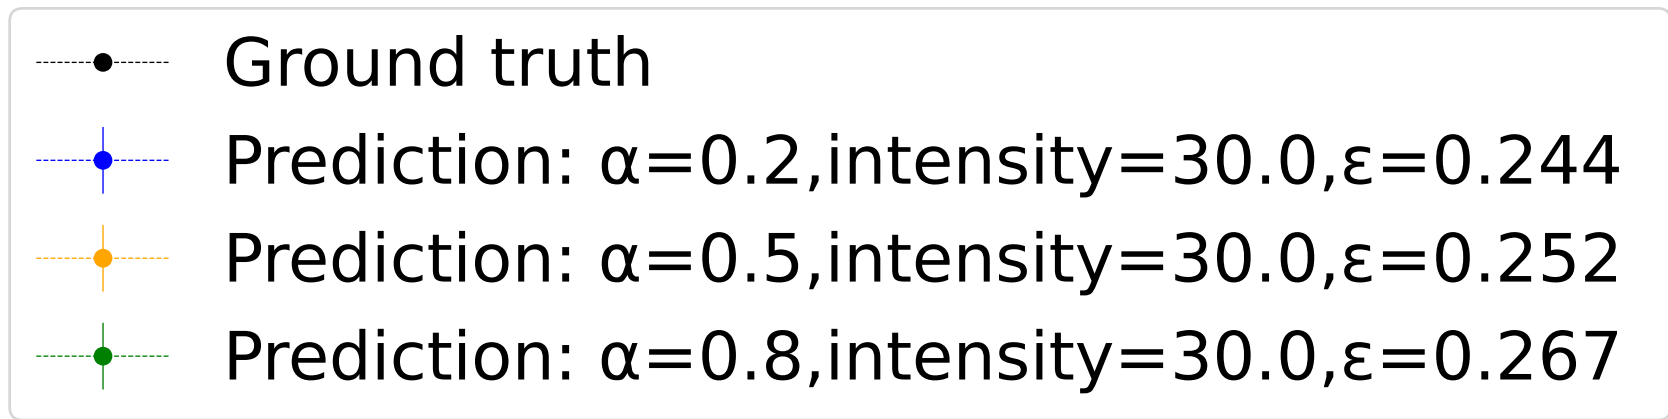 Ground truth
Prediction: α=0.2,intensity=30.0,ε=0.244
Prediction: α=0.5,intensity=30.0,ε=0.252
Prediction: α=0.8,intensity=30.0,ε=0.267